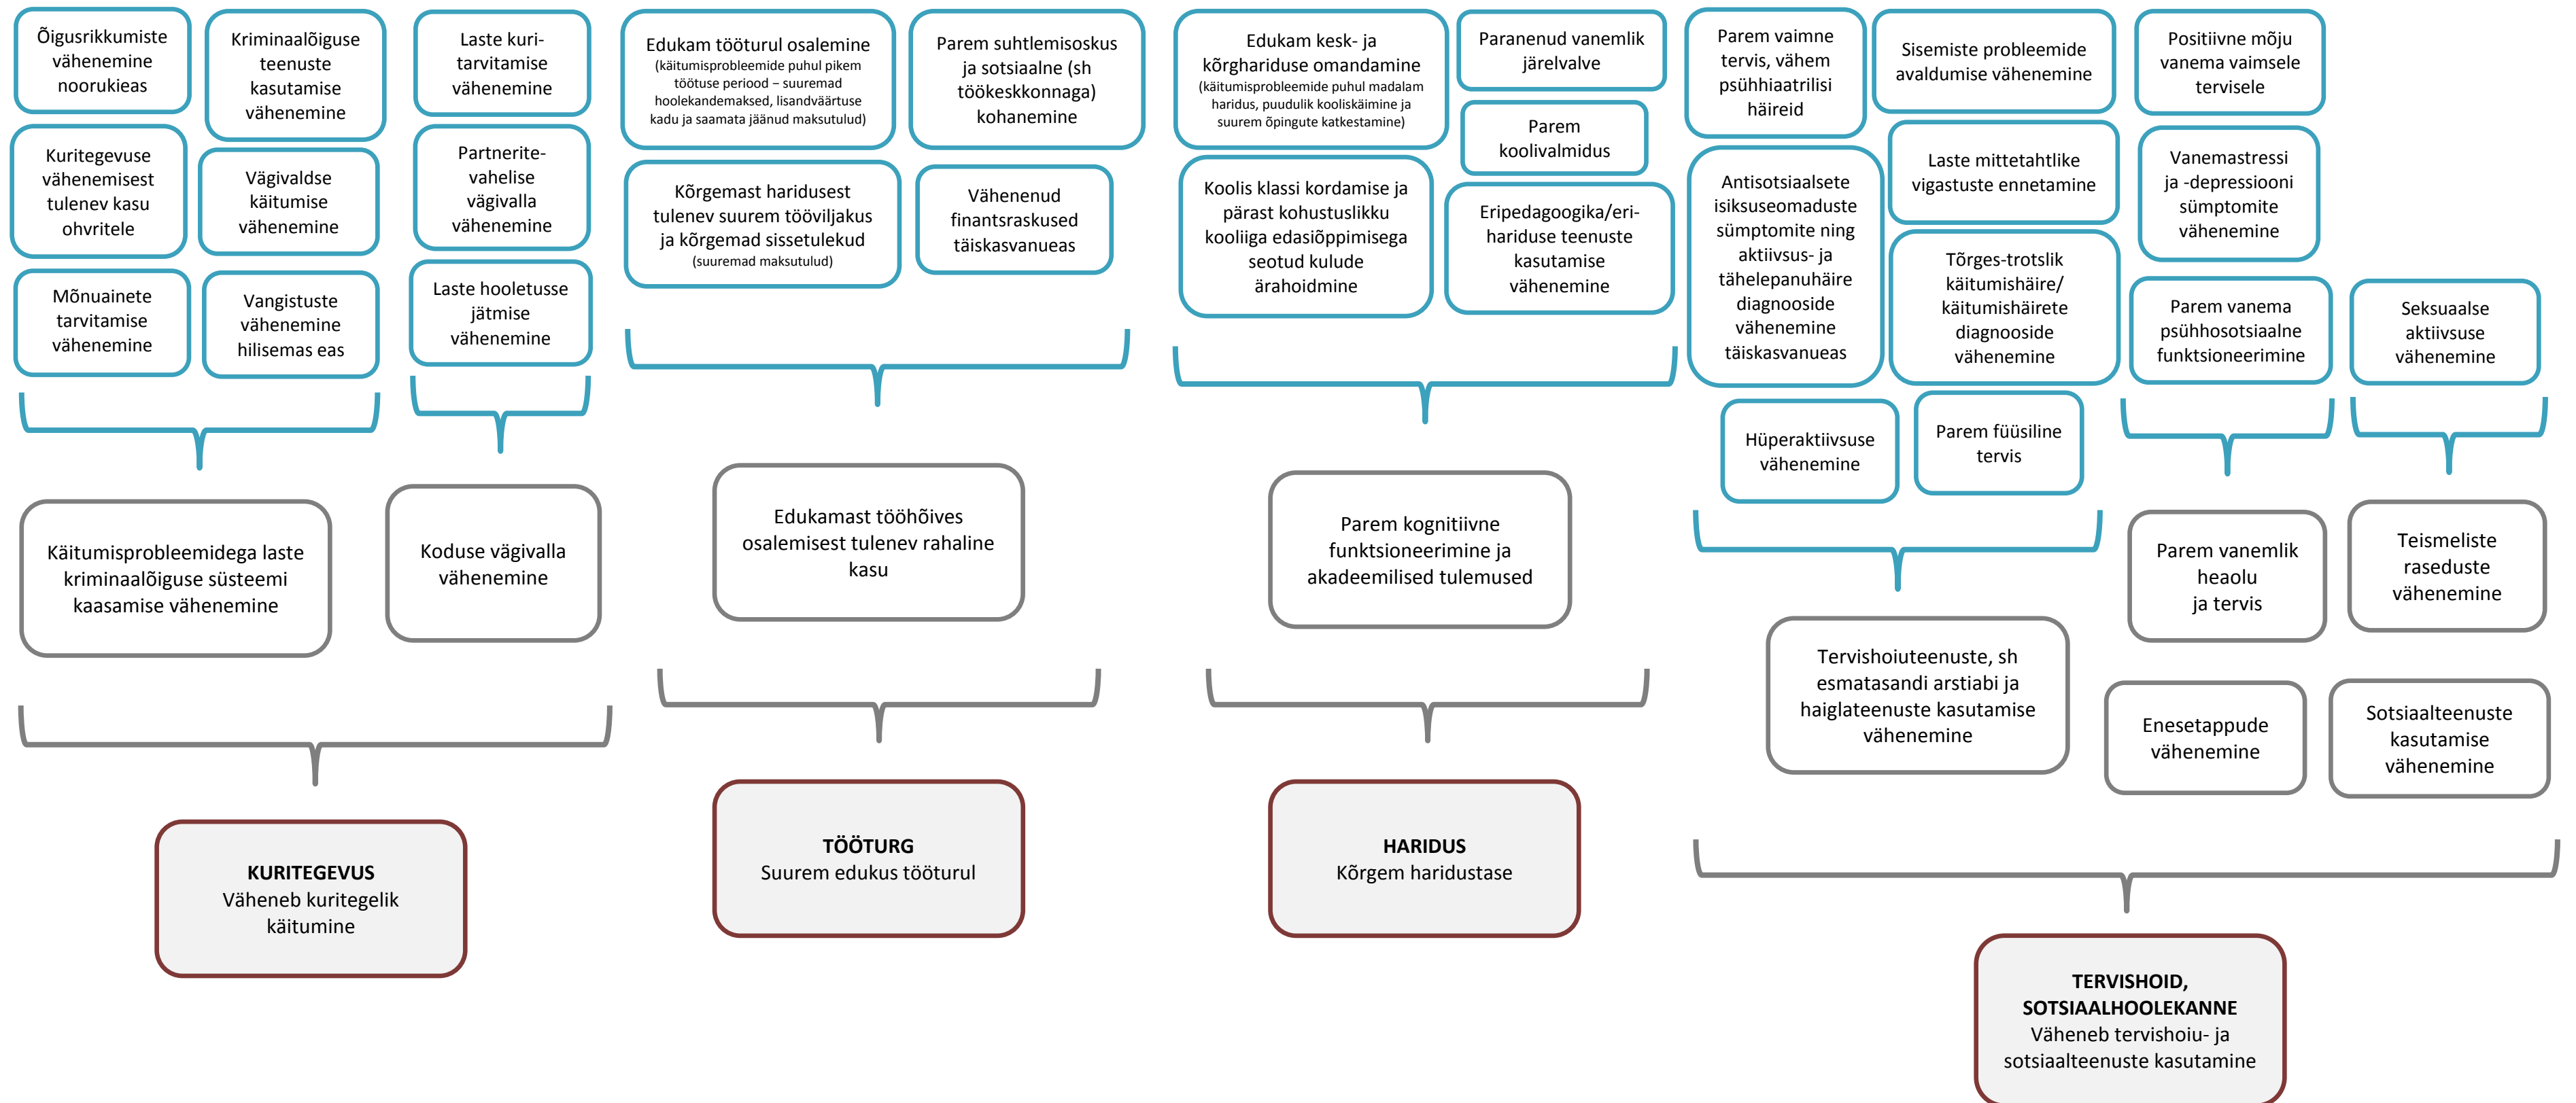 Õigusrikkumiste
vähenemine
noorukieas
Kriminaalõiguse
teenuste
kasutamise
vähenemine
Kuritegevuse
vähenemisest
tulenev kasu
ohvritele
Vägivaldse
käitumise
vähenemine
Mõnuainete
tarvitamise
vähenemine
Vangistuste
vähenemine
hilisemas eas
Laste kuri-
tarvitamise
vähenemine
Partnerite-
vahelise
vägivalla
vähenemine
Laste hooletusse
jätmise
vähenemine
Edukam tööturul osalemine
(käitumisprobleemide puhul pikem
töötuse periood – suuremad
hoolekandemaksed, lisandväärtuse
kadu ja saamata jäänud maksutulud)
Parem suhtlemisoskus
ja sotsiaalne (sh
töökeskkonnaga)
kohanemine
Kõrgemast haridusest
tulenev suurem tööviljakus
ja kõrgemad sissetulekud
(suuremad maksutulud)
Vähenenud
finantsraskused
täiskasvanueas
Edukam kesk- ja
kõrghariduse omandamine
(käitumisprobleemide puhul madalam
haridus, puudulik kooliskäimine ja
suurem õpingute katkestamine)
Paranenud vanemlik
järelvalve
Parem
koolivalmidus
Koolis klassi kordamise ja
pärast kohustuslikku
kooliiga edasiõppimisega
seotud kulude
ärahoidmine
Eripedagoogika/eri-
hariduse teenuste
kasutamise
vähenemine
Parem vaimne
tervis, vähem
psühhiaatrilisi
häireid
Sisemiste probleemide
avaldumise vähenemine
Laste mittetahtlike
vigastuste ennetamine
Antisotsiaalsete
isiksuseomaduste
sümptomite ning
aktiivsus- ja
tähelepanuhäire
diagnooside
vähenemine
täiskasvanueas
Tõrges-trotslik
käitumishäire/
käitumishäirete
diagnooside
vähenemine
Hüperaktiivsuse
vähenemine
Parem füüsiline
tervis
Positiivne mõju
vanema vaimsele
tervisele
Vanemastressi
ja -depressiooni
sümptomite
vähenemine
Parem vanema
psühhosotsiaalne
funktsioneerimine
Seksuaalse
aktiivsuse
vähenemine
Käitumisprobleemidega laste
kriminaalõiguse süsteemi
kaasamise vähenemine
Koduse vägivalla
vähenemine
Edukamast tööhõives
osalemisest tulenev rahaline
kasu
Parem kognitiivne
funktsioneerimine ja
akadeemilised tulemused
Tervishoiuteenuste, sh
esmatasandi arstiabi ja
haiglateenuste kasutamise
vähenemine
Parem vanemlik
heaolu
ja tervis
Teismeliste
raseduste
vähenemine
Enesetappude
vähenemine
Sotsiaalteenuste
kasutamise
vähenemine
KURITEGEVUS
Väheneb kuritegelik
käitumine
TÖÖTURG
Suurem edukus tööturul
HARIDUS
Kõrgem haridustase
TERVISHOID,
SOTSIAALHOOLEKANNE
Väheneb tervishoiu- ja
sotsiaalteenuste kasutamine